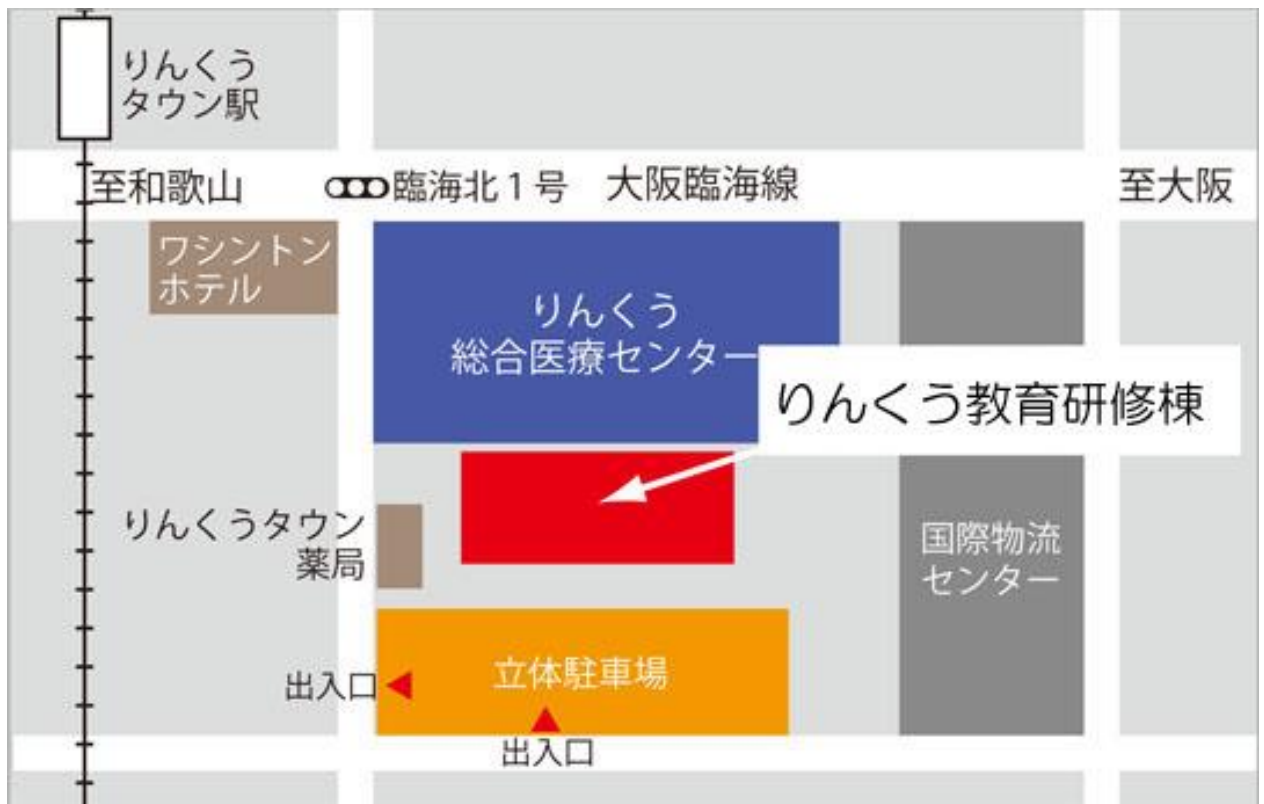 りんくう
タウン駅
至和歌山
臨海北1号
大阪臨海線
至大阪
ワシントン
ホテル
りんくう
総合医療センター
りんくう教育研修棟
りんくうタウン
薬局
国際物流
センター
立体駐車場
出入口
出入口